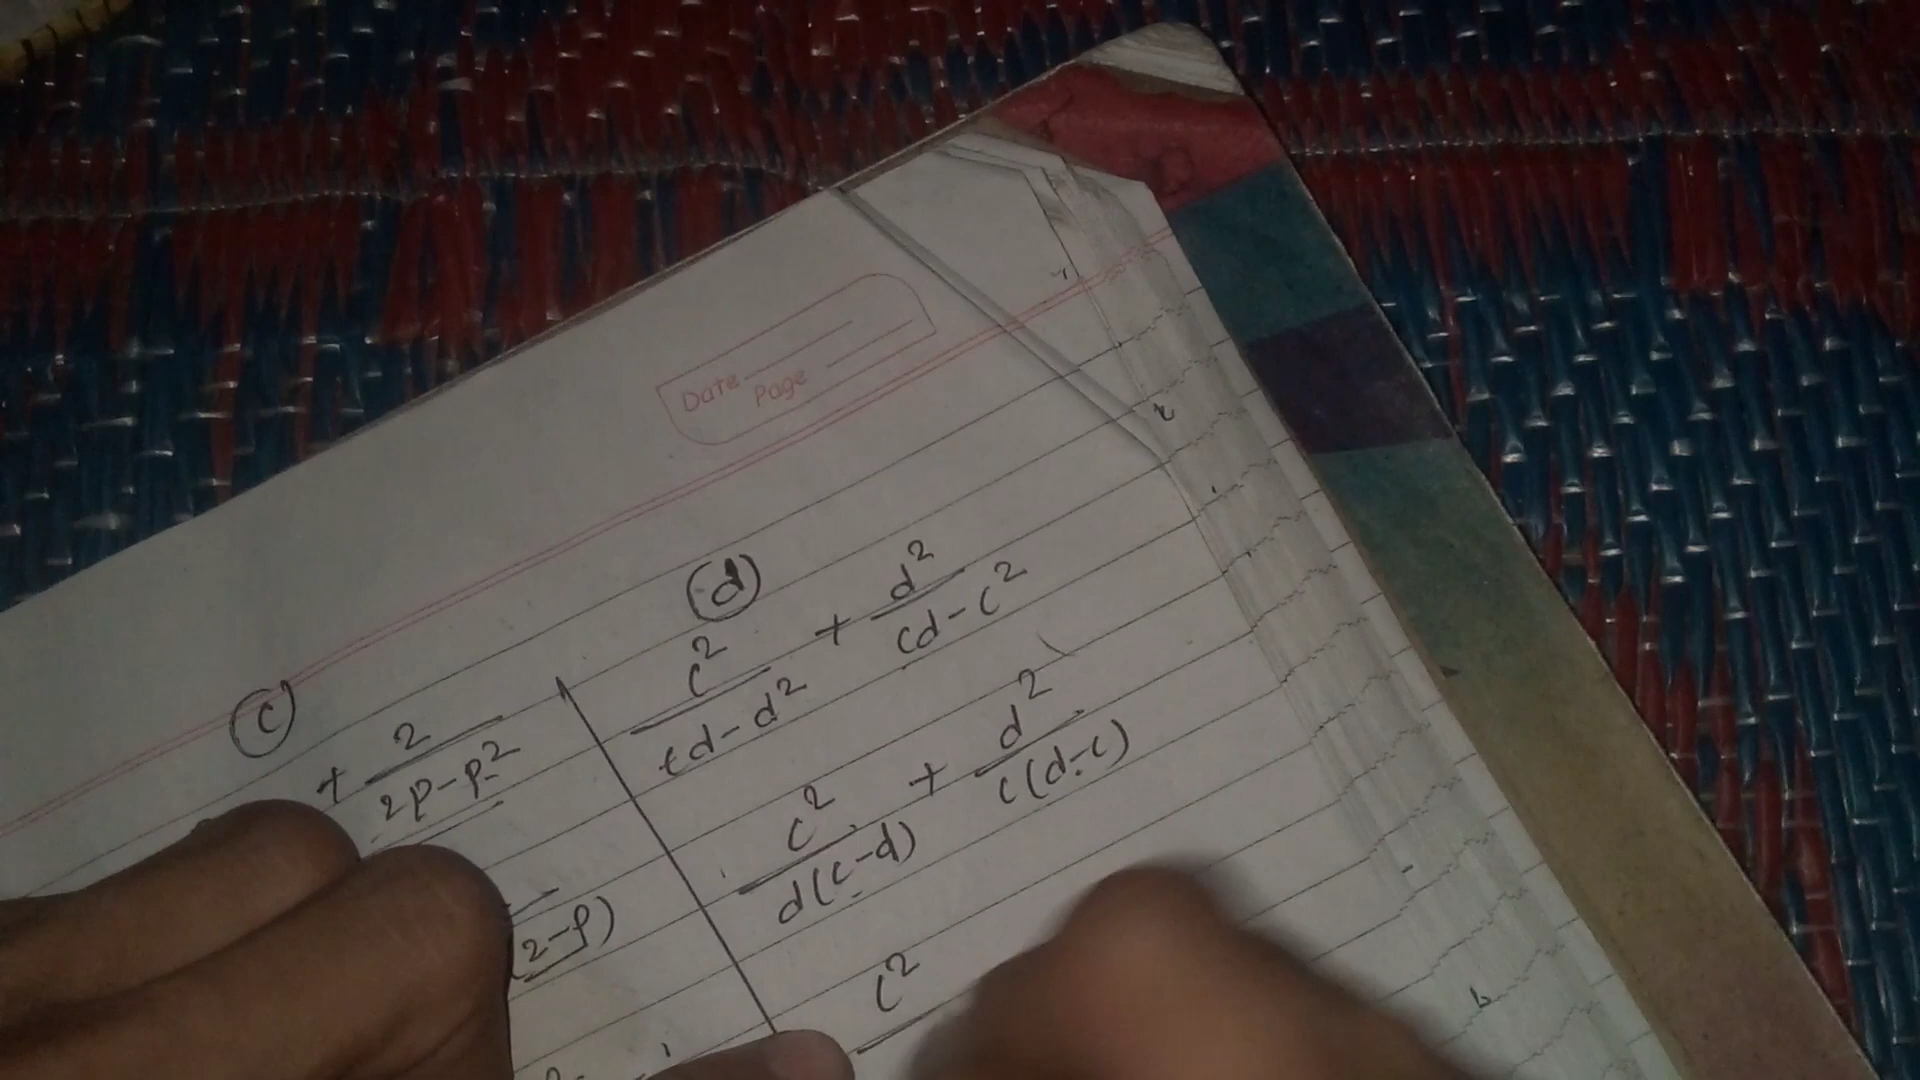 Date
Page
(c)
+ 2/(2p-p²)
(2-p)
(d)
c²/(cd-d²) + d²/(cd-c²)
c²/(d(c-d)) + d²/(c(d-c))
c²